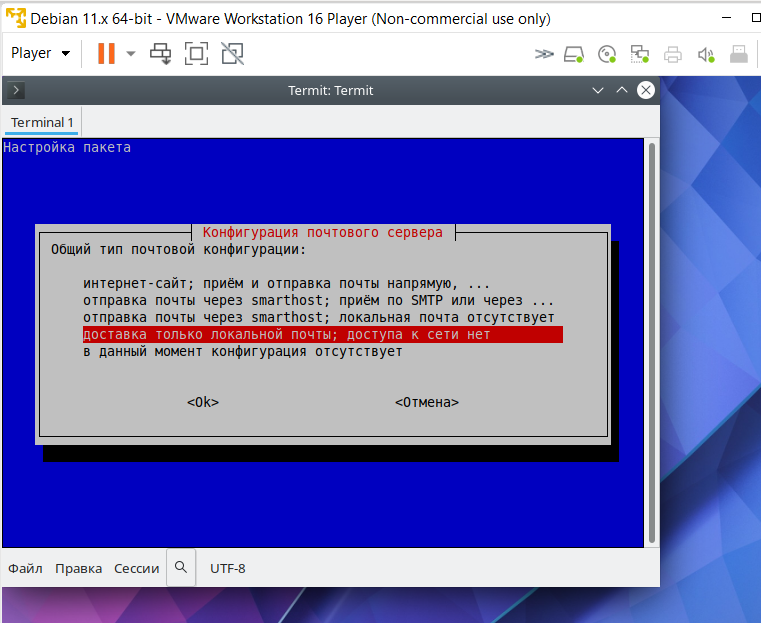 Debian 11.x 64-bit - VMware Workstation 16 Player (Non-commercial use only)
Player
Termit: Termit
Terminal 1
Настройка пакета
Конфигурация почтового сервера
Общий тип почтовой конфигурации:
интернет-сайт; приём и отправка почты напрямую, ...
отправка почты через smarthost; приём по SMTP или через ...
отправка почты через smarthost; локальная почта отсутствует
доставка только локальной почты; доступа к сети нет
в данный момент конфигурация отсутствует
<Ok> <Отмена>
Файл Правка Сессии UTF-8